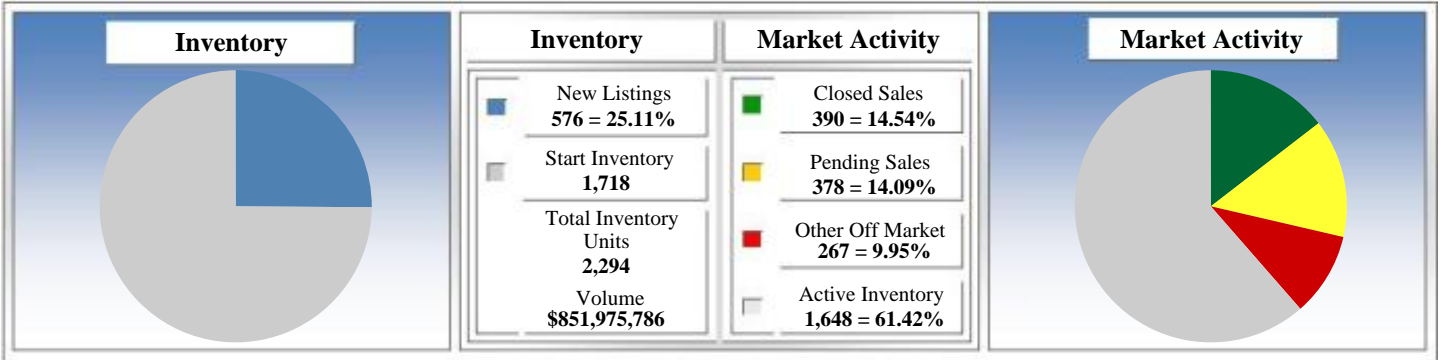 Inventory
Inventory
New Listings
576 = 25.11%
Start Inventory
1,718
Total Inventory
Units
2,294
Volume
$851,975,786
Market Activity
Closed Sales
390 = 14.54%
Pending Sales
378 = 14.09%
Other Off Market
267 = 9.95%
Active Inventory
1,648 = 61.42%
Market Activity